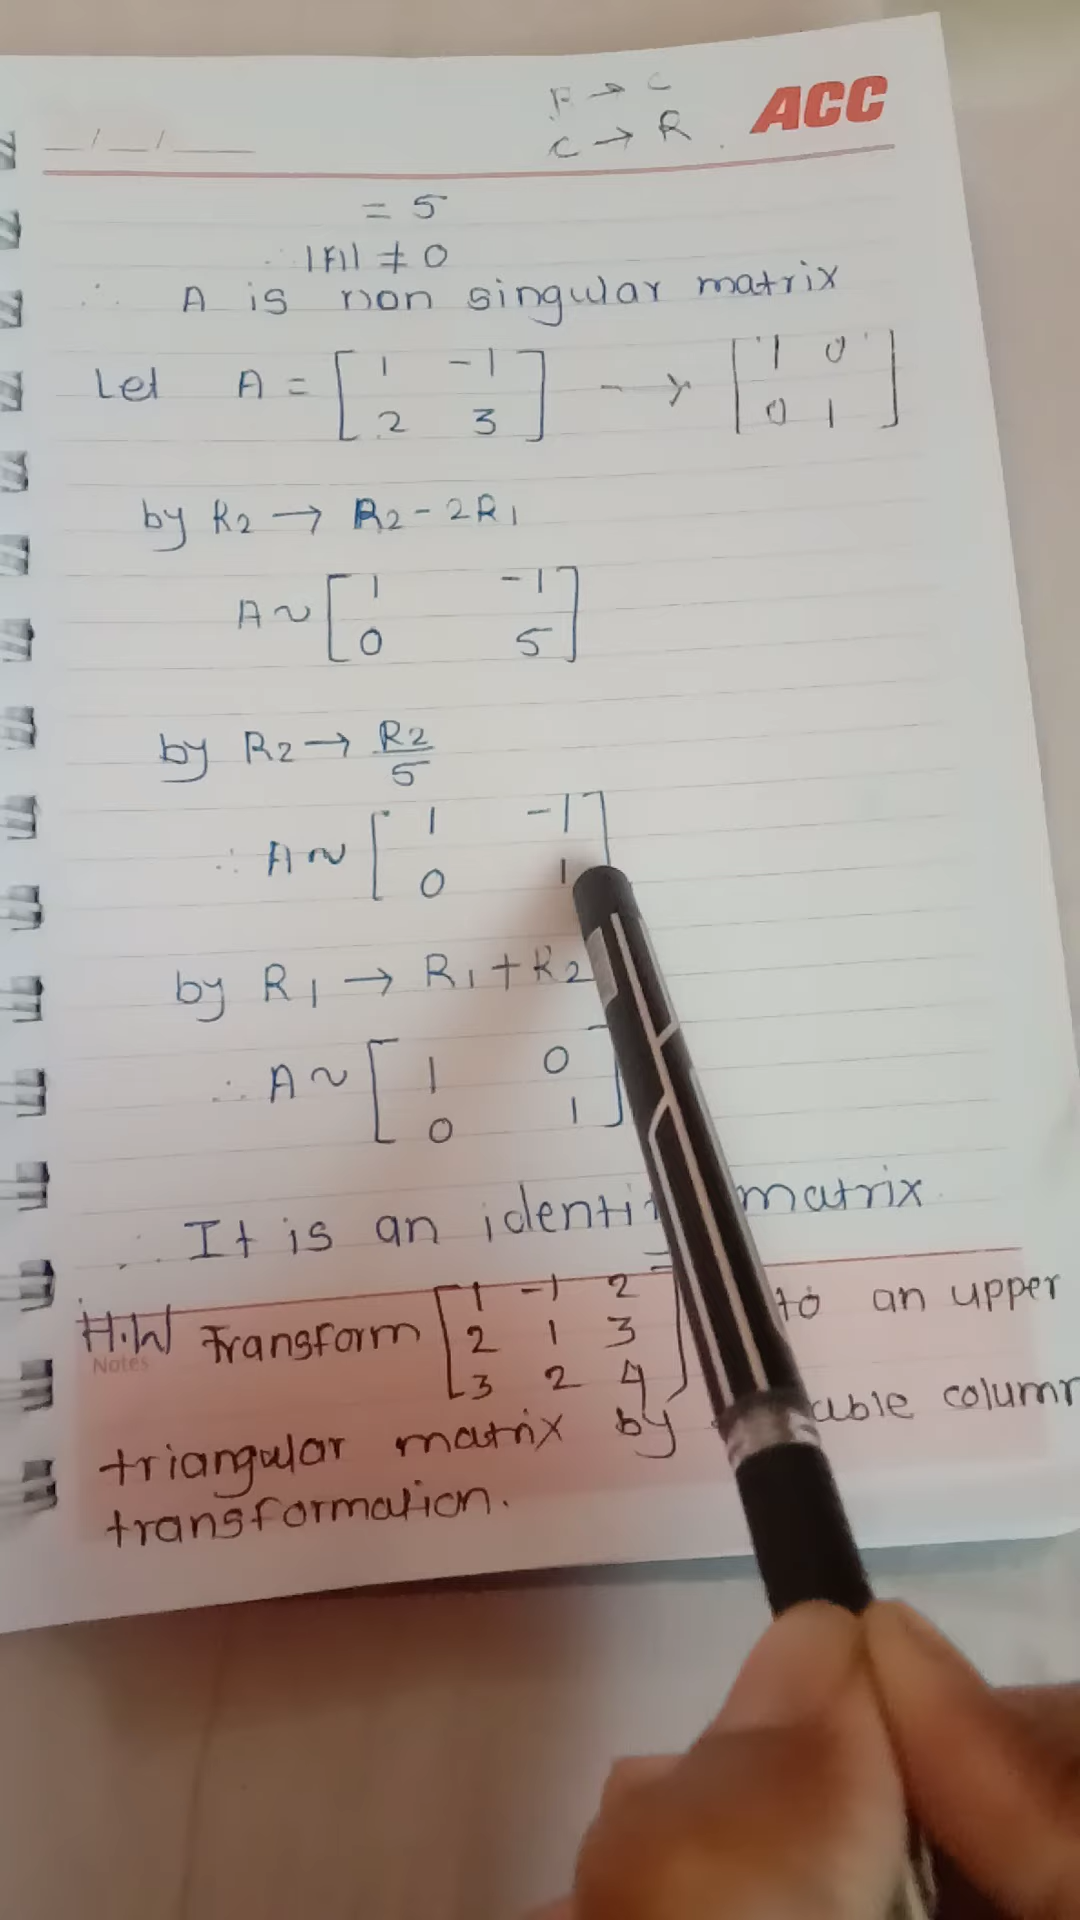 F → C
C → R
ACC
= 5
∴ |A| ≠ 0
∴ A is non singular matrix
Let A = [ 1 -1 → [ 1 0
2 3 ] 0 1 ]
by R2 → R2 - 2R1
A ~ [ 1 -1
0 5 ]
by R2 → R2/5
∴ A ~ [ 1 -1
0 1
by R1 → R1 + R2
∴ A ~ [ 1 0
0 1 ]
∴ It is an matrix
H.W Transform [ 1 -1 2
2 1 3
3 2 4 ] to an upper
Notes
triangular matrix by column
transformation.